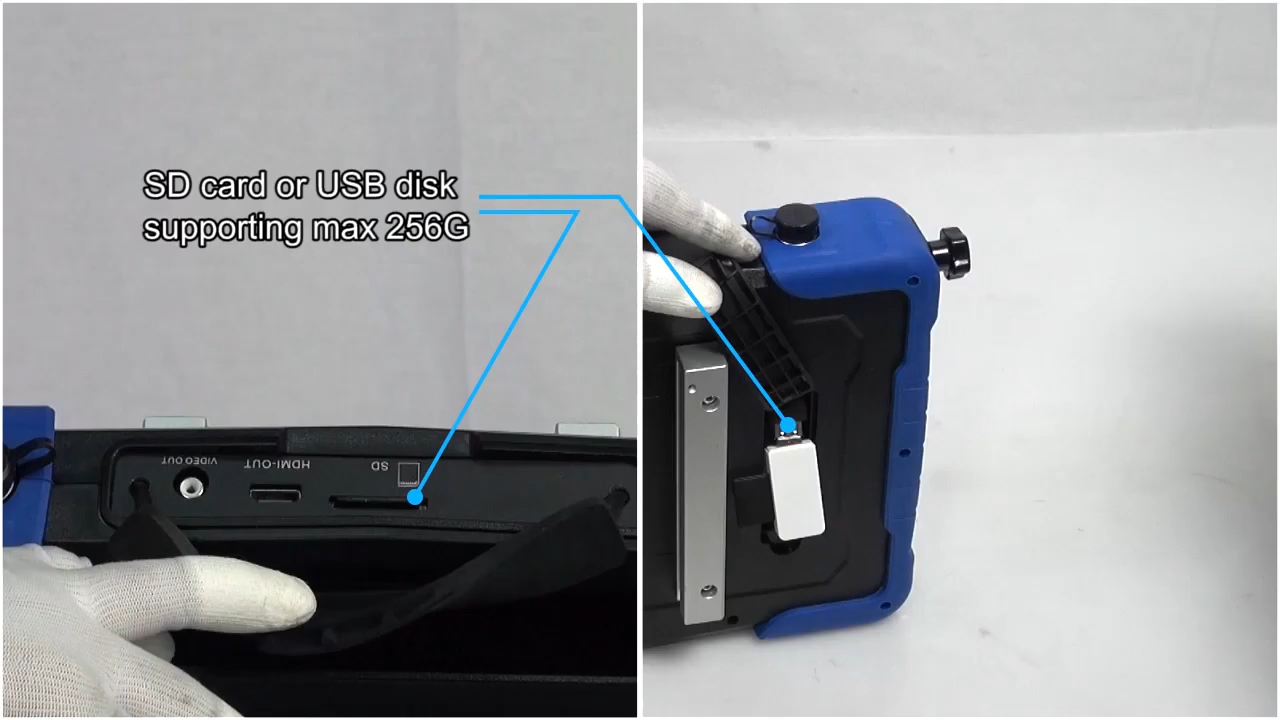 SD card or USB disk
supporting max 256G
VIDEO OUT
HDMI-OUT
SD